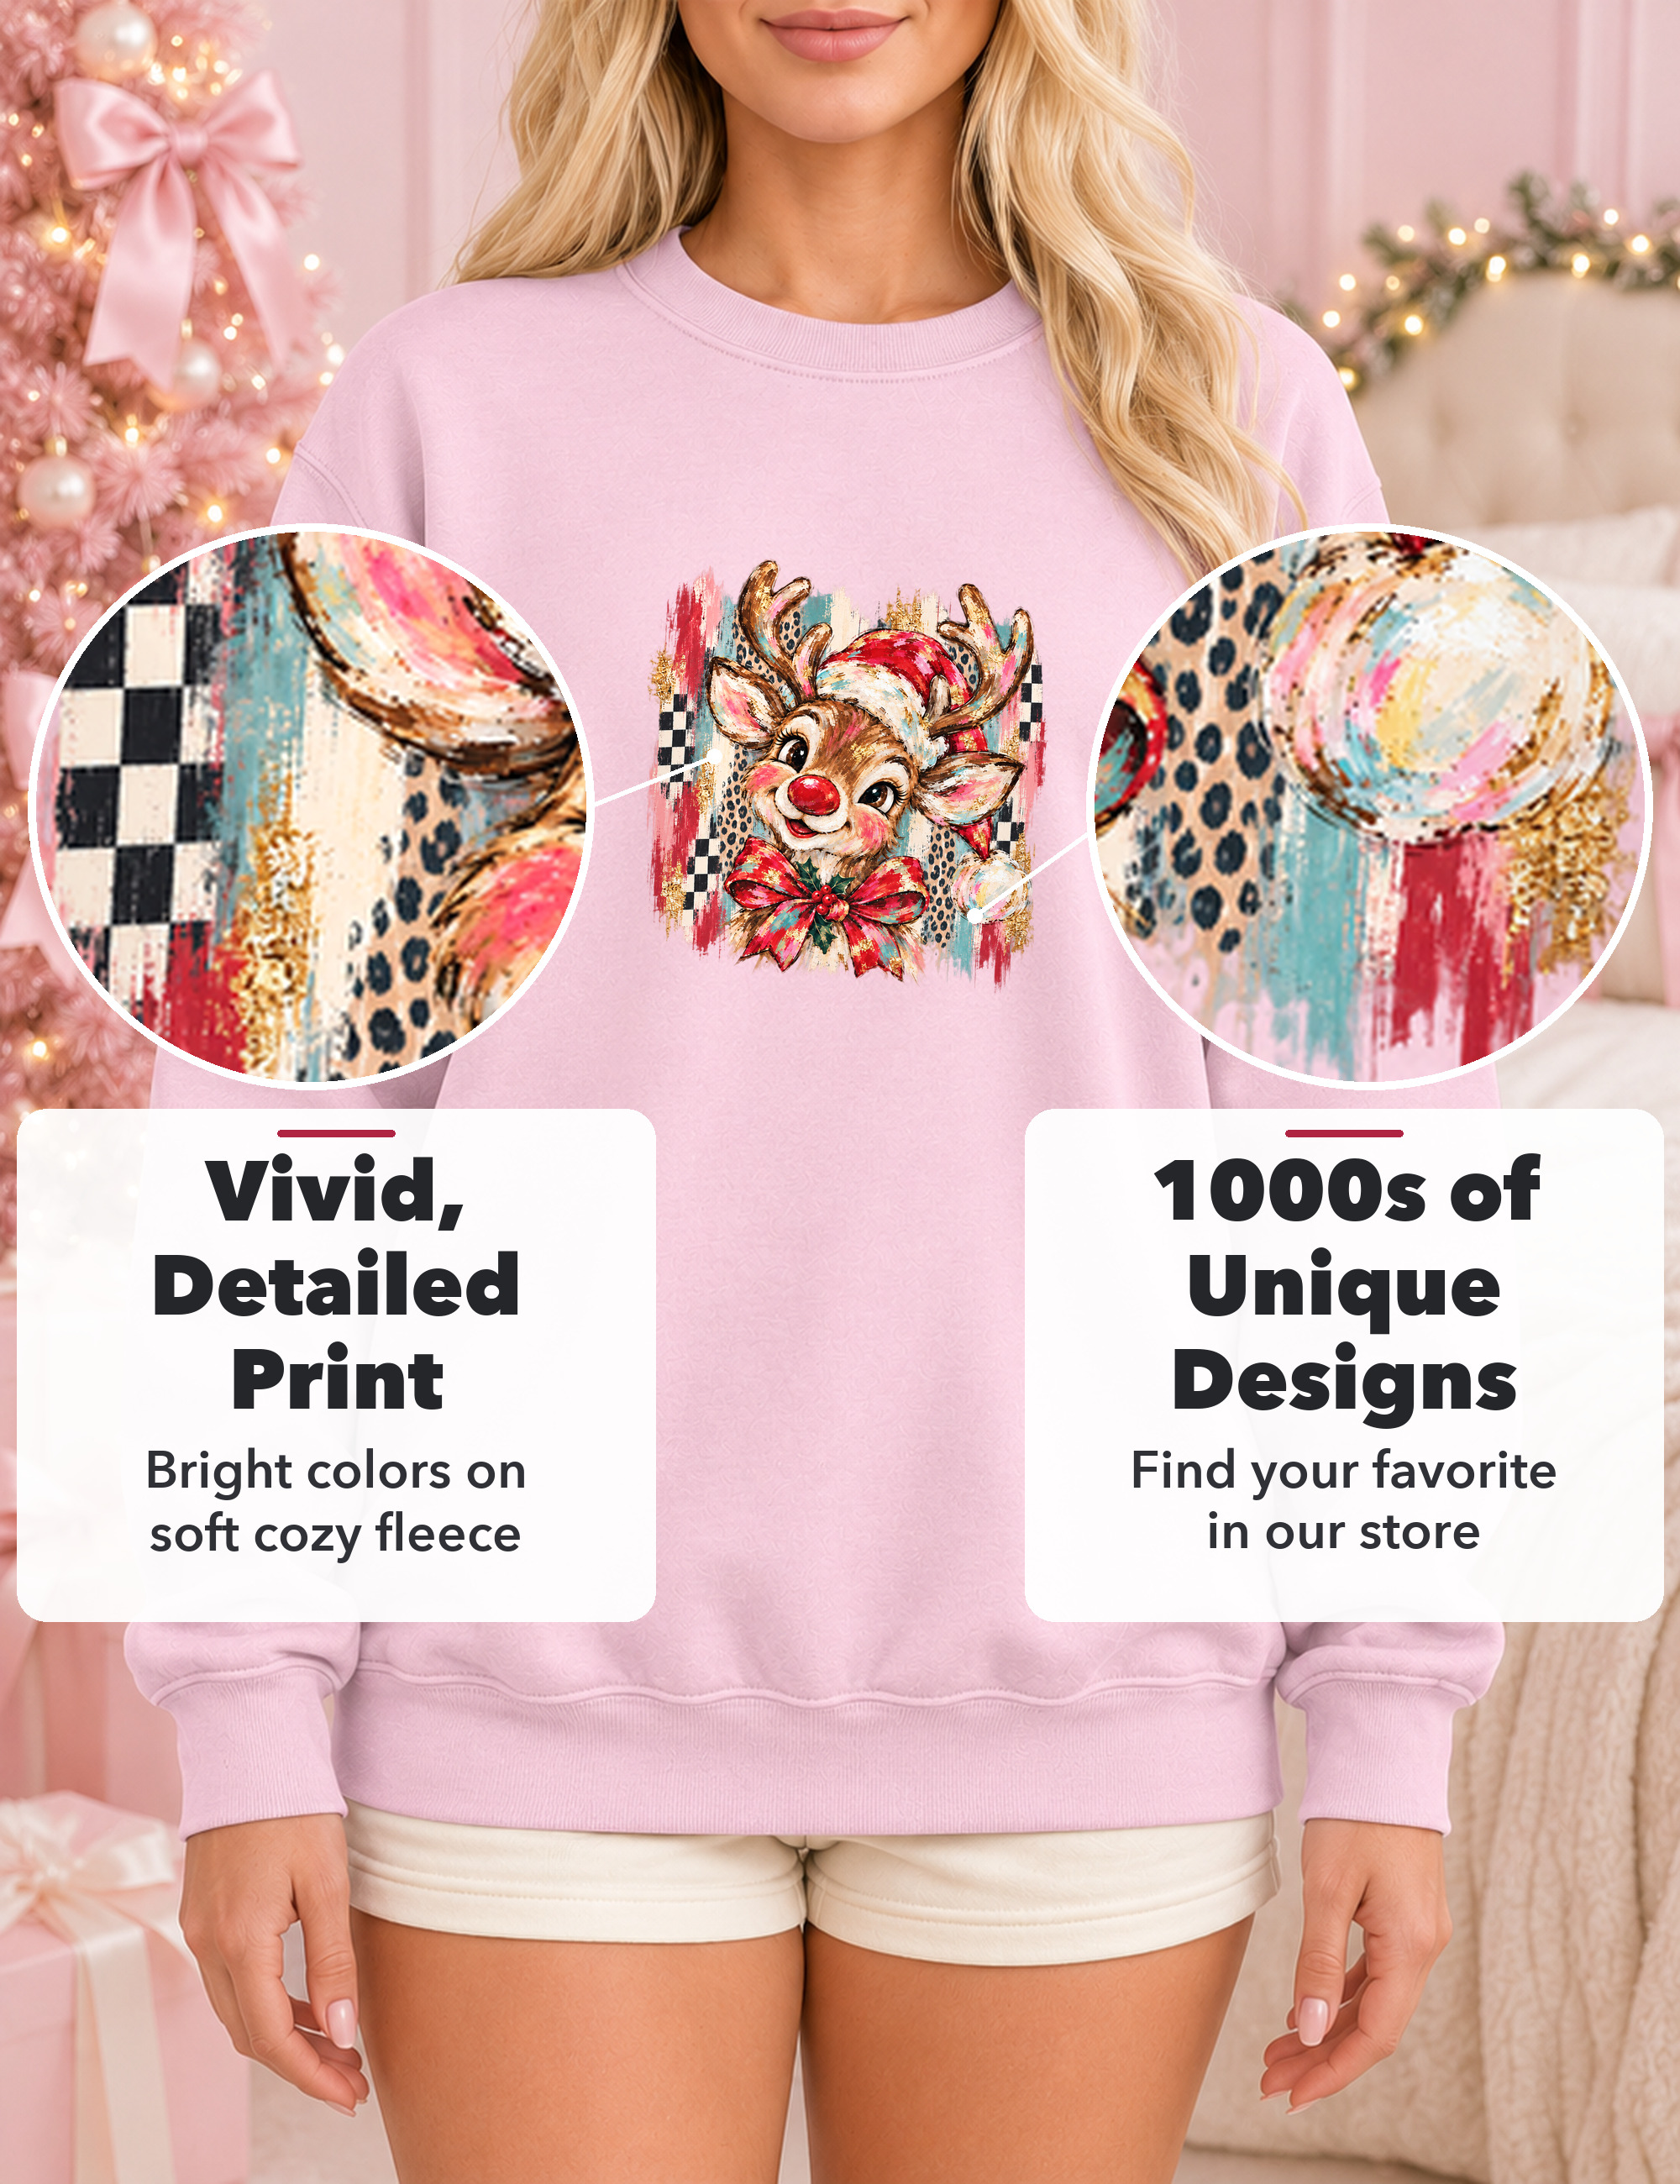 Vivid,
Detailed
Print
Bright colors on
soft cozy fleece
1000s of
Unique
Designs
Find your favorite
in our store